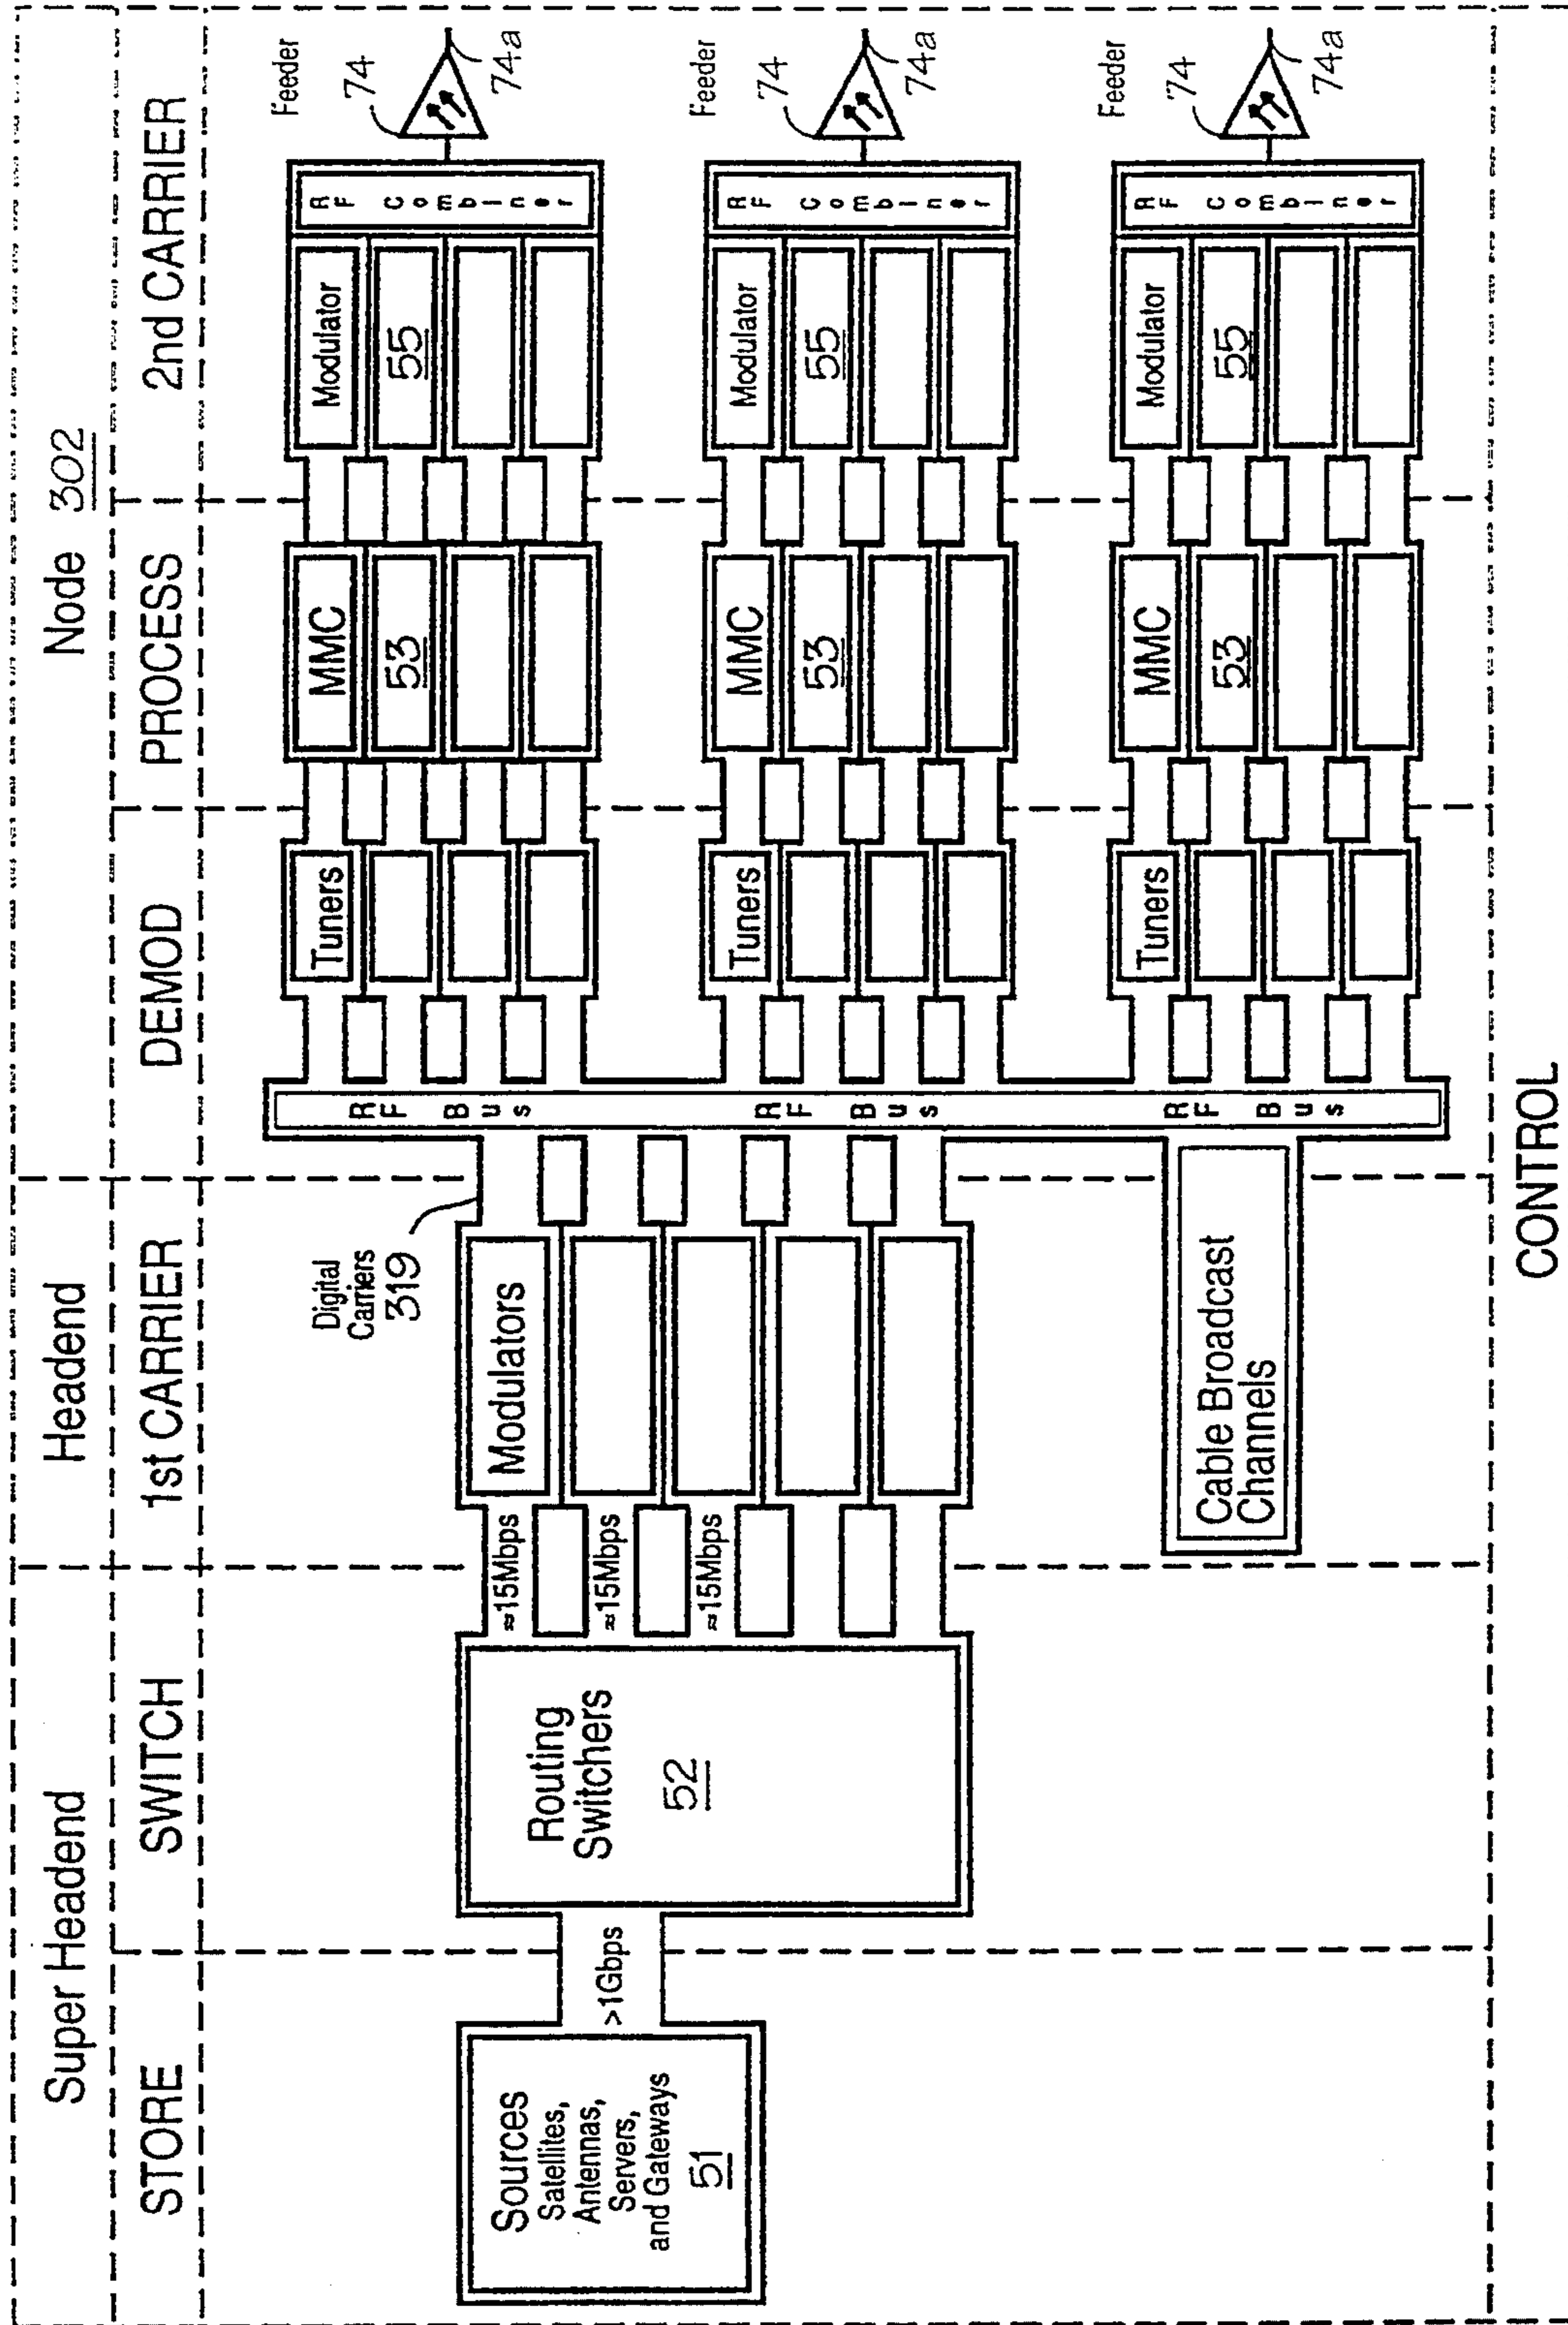 Super Headend
Headend
Node 302
STORE
SWITCH
1st CARRIER
DEMOD
PROCESS
2nd CARRIER
Sources
Satellites,
Antennas,
Servers,
and Gateways
51
>1Gbps
Routing
Switchers
52
≈15Mbps
≈15Mbps
≈15Mbps
Modulators
Digital
Carriers
319
Cable Broadcast
Channels
RF Bus
RF Bus
RF Bus
Tuners
MMC
53
Modulator
55
RF Combiner
Feeder
74
74a
Tuners
MMC
53
Modulator
55
RF Combiner
Feeder
74
74a
Tuners
MMC
53
Modulator
55
RF Combiner
Feeder
74
74a
CONTROL